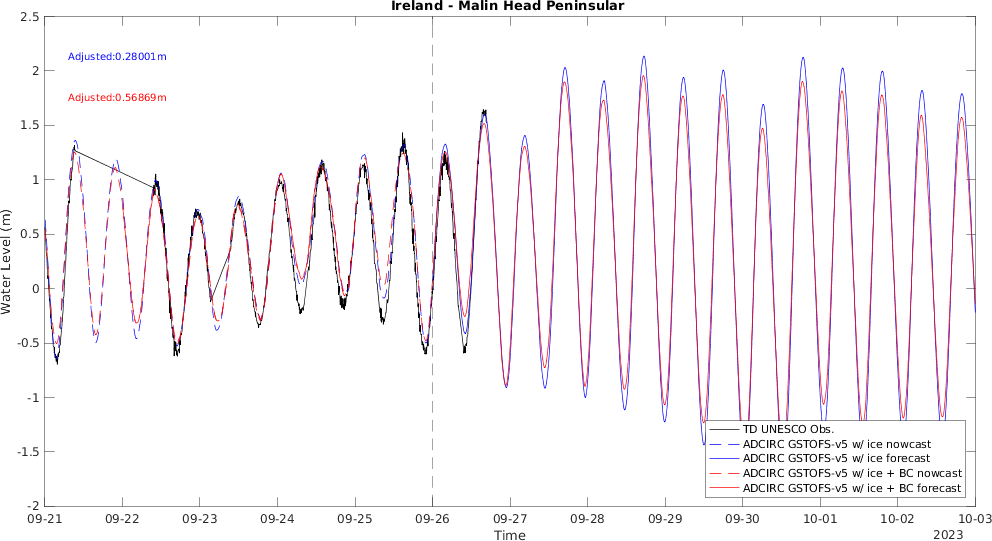 Ireland - Malin Head Peninsular
2.5
2
1.5
1
0.5
0
-0.5
-1
-1.5
-2
Water Level (m)
Adjusted:0.28001m
Adjusted:0.56869m
TD UNESCO Obs.
ADCIRC GSTOFS-v5 w/ ice nowcast
ADCIRC GSTOFS-v5 w/ ice forecast
ADCIRC GSTOFS-v5 w/ ice + BC nowcast
ADCIRC GSTOFS-v5 w/ ice + BC forecast
09-21 09-22 09-23 09-24 09-25 09-26 09-27 09-28 09-29 09-30 10-01 10-02 10-03
Time
2023